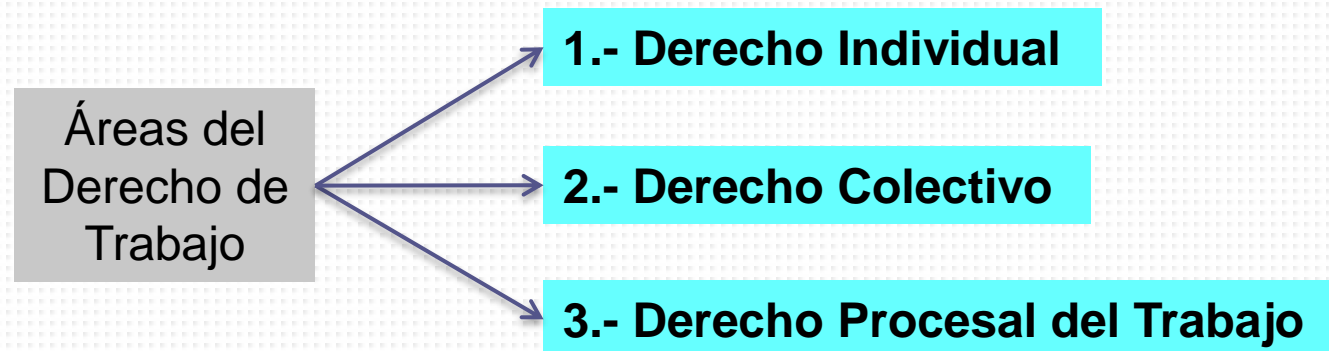 Áreas del
Derecho de
Trabajo
1.- Derecho Individual
2.- Derecho Colectivo
3.- Derecho Procesal del Trabajo